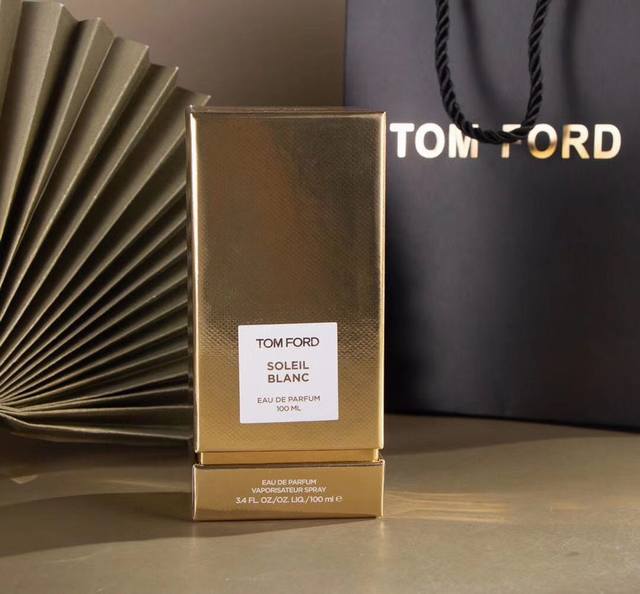 TOM FORD
TOM FORD
SOLEIL
BLANC
EAU DE PARFUM
100 ML
EAU DE PARFUM
VAPORISATEUR SPRAY
3.4 FL. OZ./OZ. LIQ./100 ml ℮